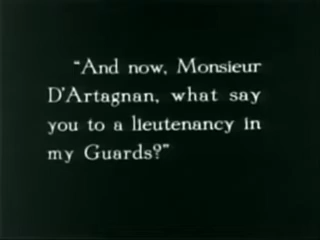 "And now, Monsieur
D'Artagnan, what say
you to a lieutenancy in
my Guards?"